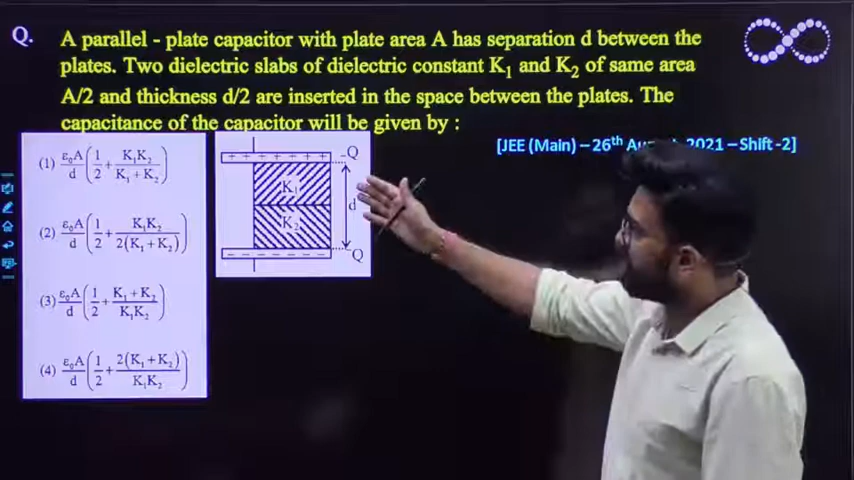 Q. A parallel - plate capacitor with plate area A has separation d between the
plates. Two dielectric slabs of dielectric constant K₁ and K₂ of same area
A/2 and thickness d/2 are inserted in the space between the plates. The
capacitance of the capacitor will be given by :
[JEE (Main) – 26th Au 2021 – Shift -2]
(1) ε₀A/d (1/2 + K₁K₂/(K₁+K₂))
(2) ε₀A/d (1/2 + K₁K₂/2(K₁+K₂))
(3) ε₀A/d (1/2 + K₁+K₂/K₁K₂)
(4) ε₀A/d (1/2 + 2(K₁+K₂)/K₁K₂)
+ + + + + + + Q
K₁
d
K₂
- - - - - - - -Q